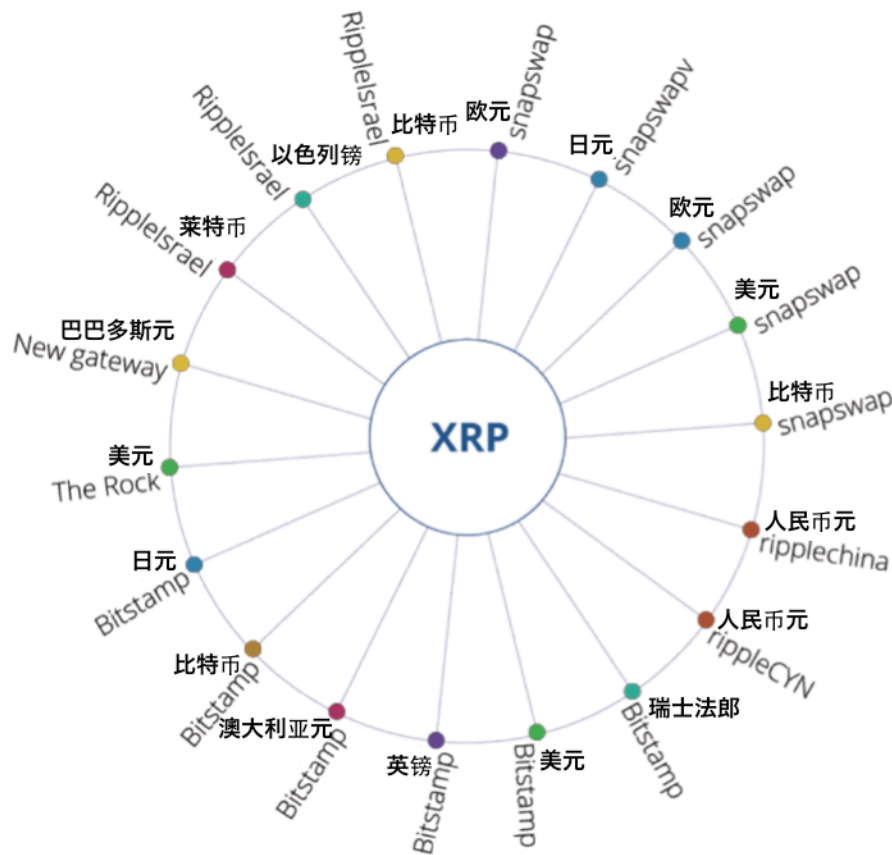 XRP
欧元
snapswap
日元
snapswapv
欧元
snapswap
美元
snapswap
比特币
snapswap
人民币元
ripplechina
人民币元
rippleCYN
瑞士法郎
Bitstamp
美元
Bitstamp
英镑
Bitstamp
澳大利亚元
Bitstamp
比特币
Bitstamp
日元
Bitstamp
美元
The Rock
巴巴多斯元
New gateway
莱特币
RippleIsrael
以色列镑
RippleIsrael
比特币
RippleIsrael